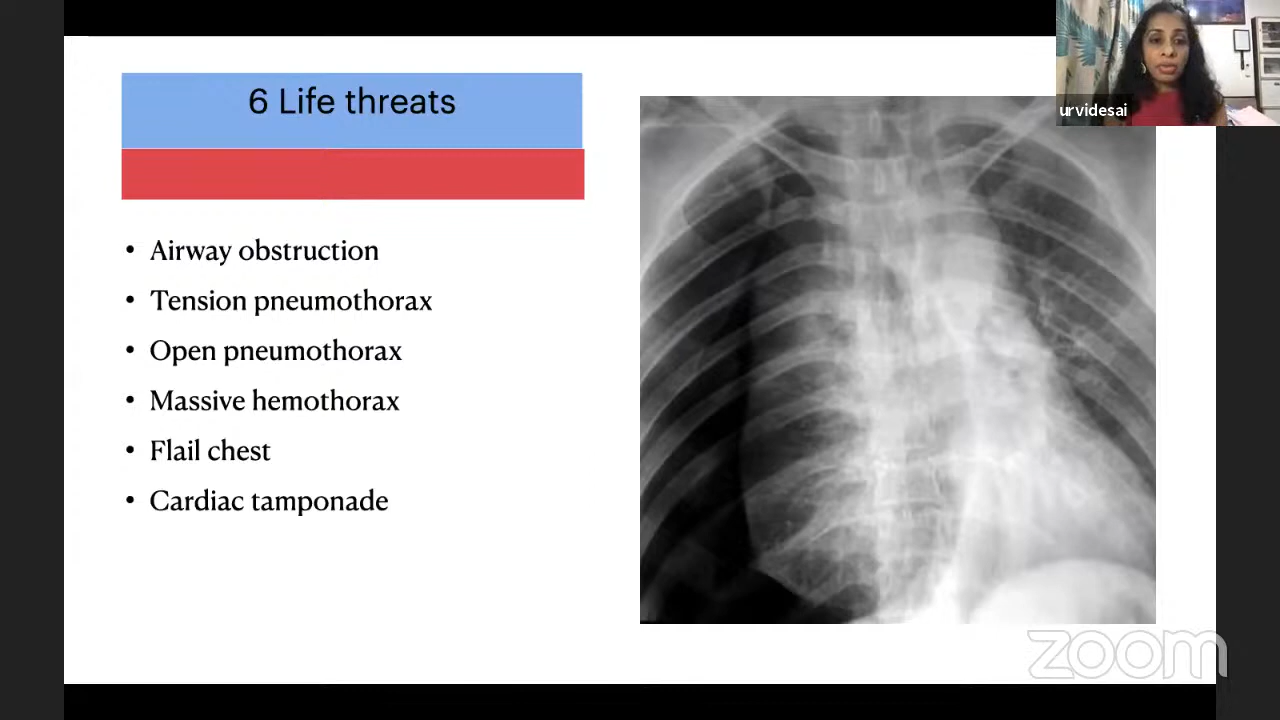 6 Life threats
• Airway obstruction
• Tension pneumothorax
• Open pneumothorax
• Massive hemothorax
• Flail chest
• Cardiac tamponade
urvidesai
zoom